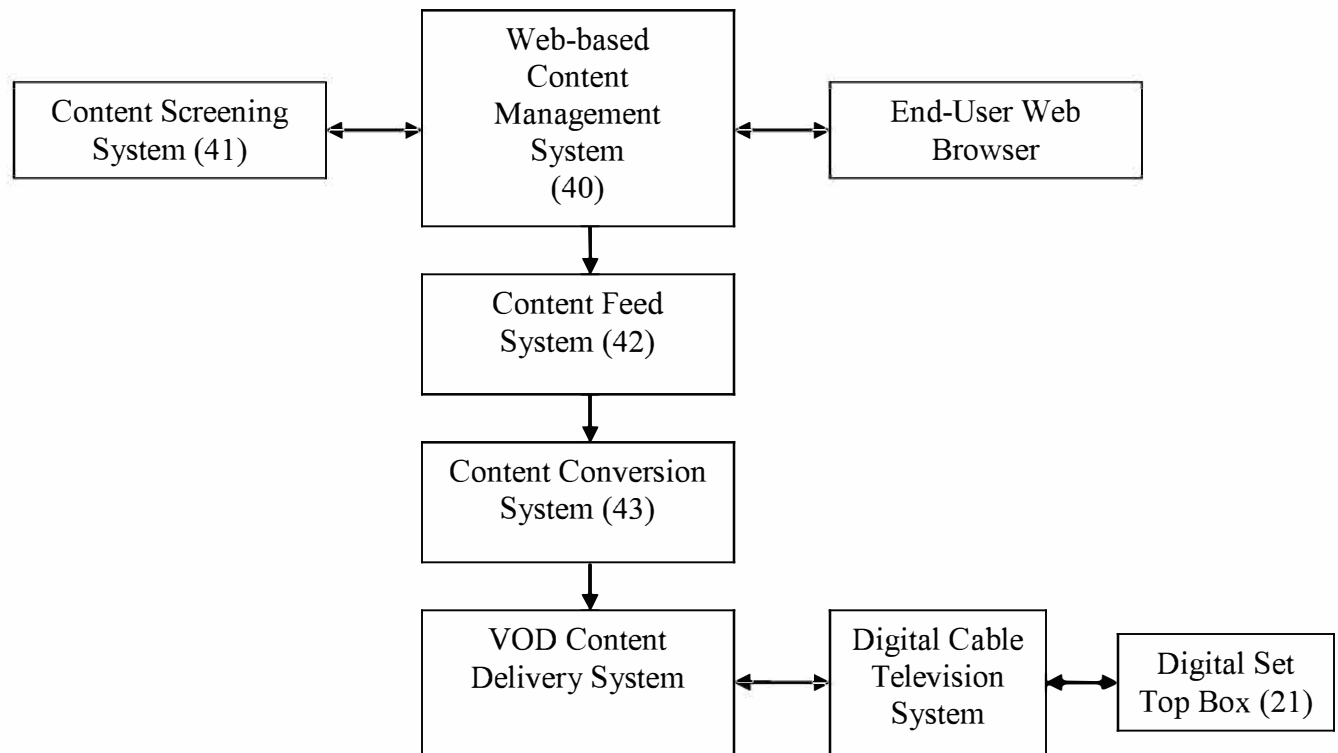 Web-based
Content
Management
System
(40)
Content Screening
System (41)
End-User Web
Browser
Content Feed
System (42)
Content Conversion
System (43)
VOD Content
Delivery System
Digital Cable
Television
System
Digital Set
Top Box (21)